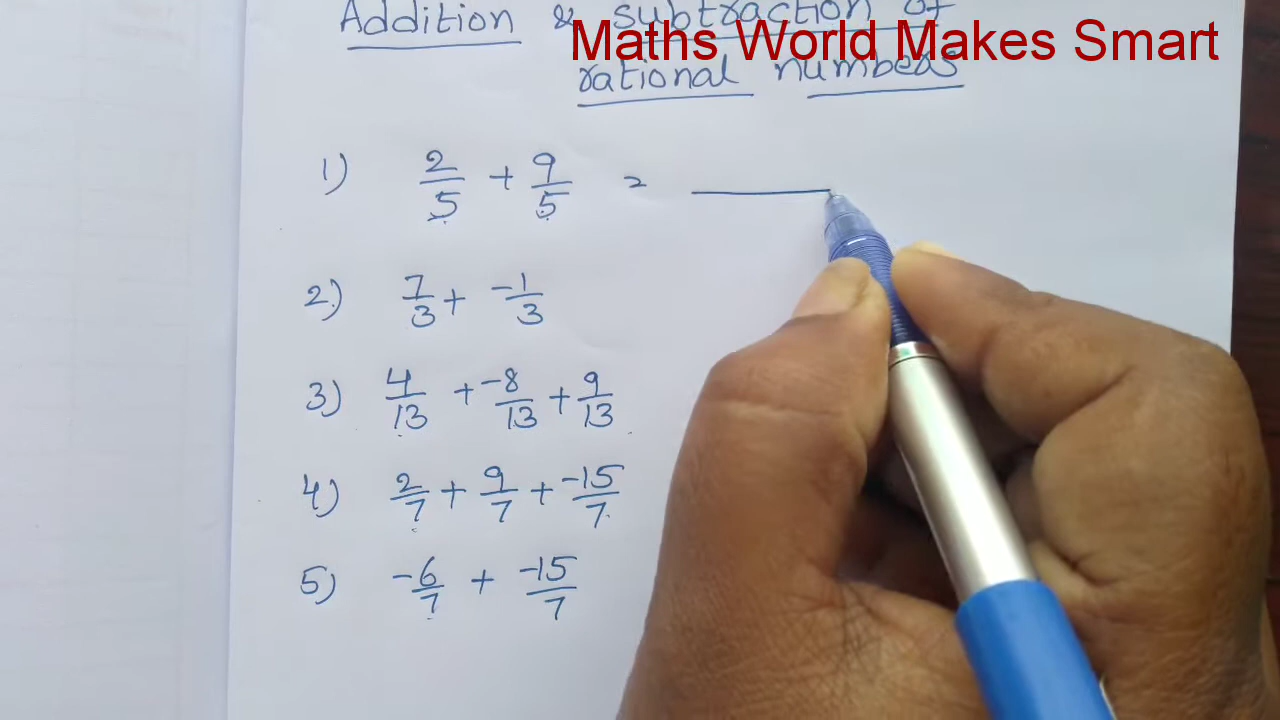 Addition & subtraction of
Maths World Makes Smart
rational numbers
1) 2/5 + 9/5 =
2) 7/3 + -1/3
3) 4/13 + -8/13 + 9/13
4) 2/7 + 9/7 + -15/7
5) -6/7 + -15/7